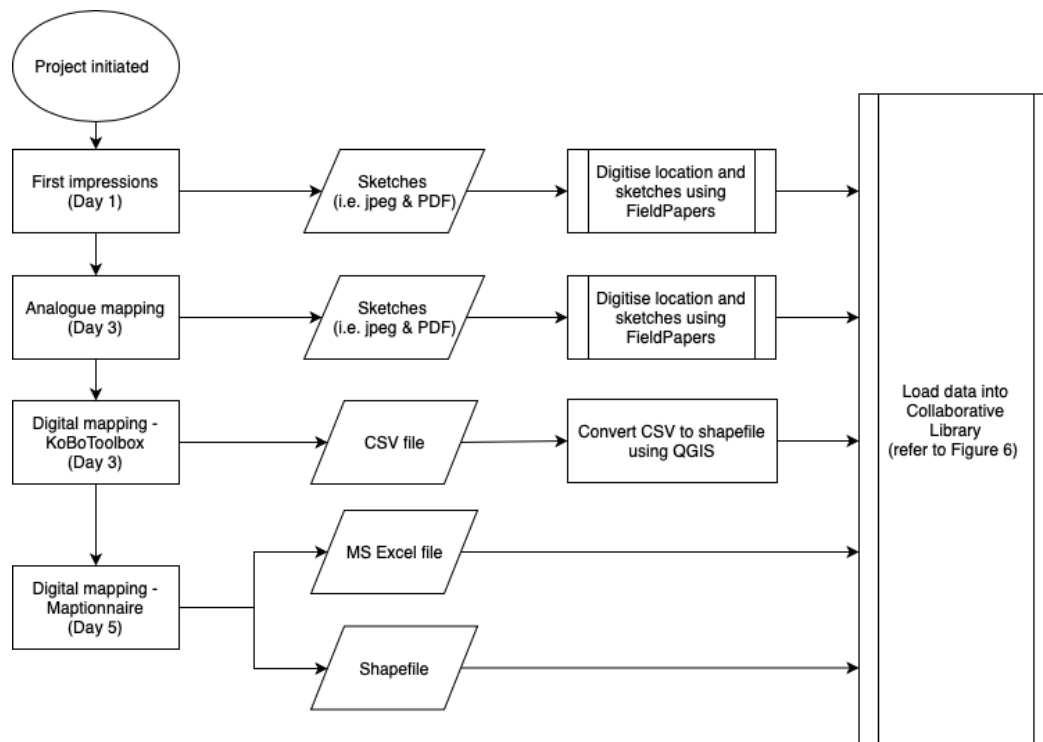 Project initiated
First impressions
(Day 1)
Sketches
(i.e. jpeg & PDF)
Digitise location and
sketches using
FieldPapers
Analogue mapping
(Day 3)
Sketches
(i.e. jpeg & PDF)
Digitise location and
sketches using
FieldPapers
Digital mapping -
KoBoToolbox
(Day 3)
CSV file
Convert CSV to shapefile
using QGIS
Load data into
Collaborative
Library
(refer to Figure 6)
Digital mapping -
Maptionnaire
(Day 5)
MS Excel file
Shapefile